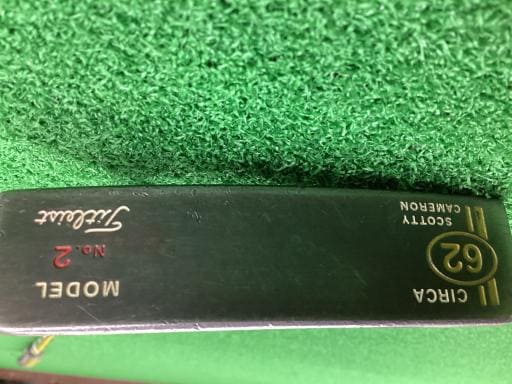 CIRCA
62
SCOTTY
CAMERON
MODEL
No. 2
Titleist